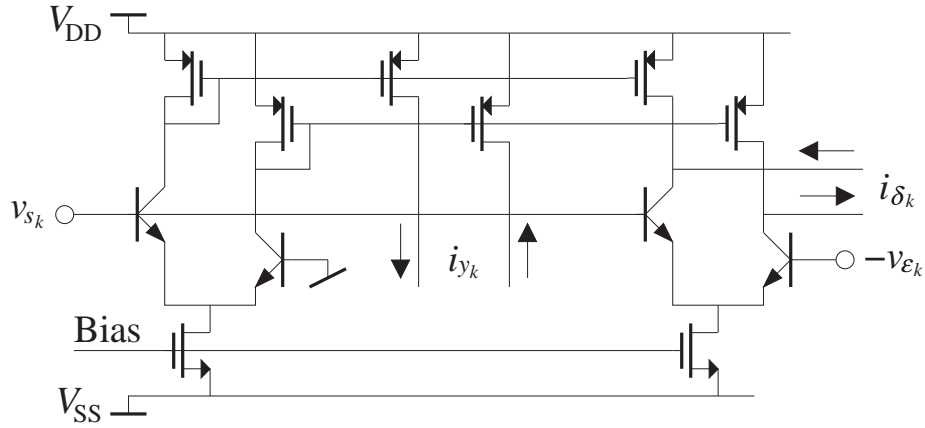 V_DD
v_{s_k}
i_{y_k}
i_{δ_k}
−v_{ε_k}
Bias
V_SS